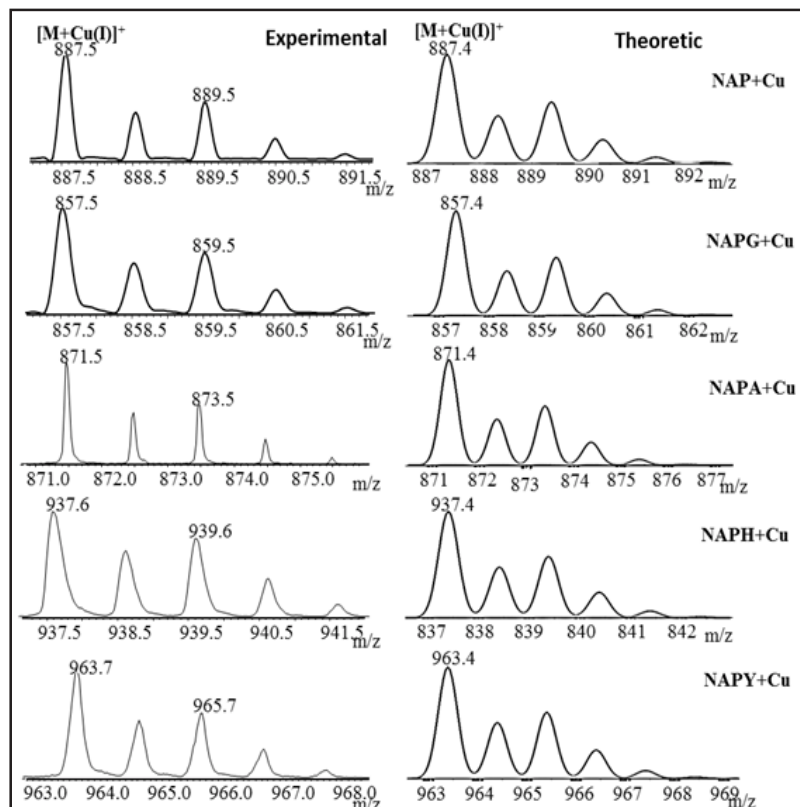 [M+Cu(I)]⁺ Experimental [M+Cu(I)]⁺ Theoretic
887.5 887.4
889.5 NAP+Cu
887.5 888.5 889.5 890.5 891.5 887 888 889 890 891 892
m/z m/z
857.5 857.4
859.5 NAPG+Cu
857.5 858.5 859.5 860.5 861.5 857 858 859 860 861 862
m/z m/z
871.5 871.4
873.5 NAPA+Cu
871.0 872.0 873.0 874.0 875.0 m/z 871 872 873 874 875 876 877
m/z
937.6 937.4
939.6 NAPH+Cu
937.5 938.5 939.5 940.5 941.5 837 838 839 840 841 842
m/z m/z
963.7 963.4
965.7 NAPY+Cu
963.0 964.0 965.0 966.0 967.0 968.0 963 964 965 966 967 968 969
m/z m/z